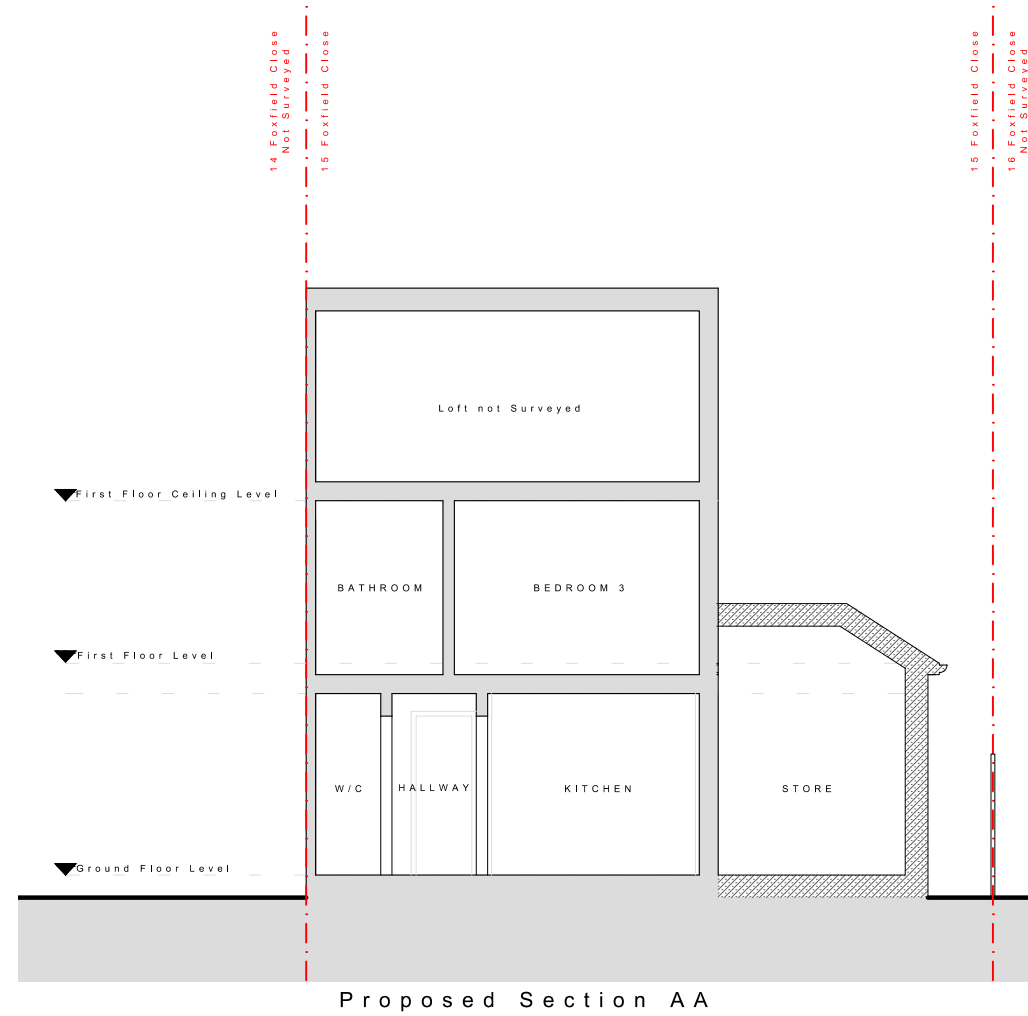 14 Foxfield Close
Not Surveyed
15 Foxfield Close
15 Foxfield Close
16 Foxfield Close
Not Surveyed
Loft not Surveyed
First Floor Ceiling Level
BATHROOM
BEDROOM 3
First Floor Level
W/C
HALLWAY
KITCHEN
STORE
Ground Floor Level
Proposed Section AA